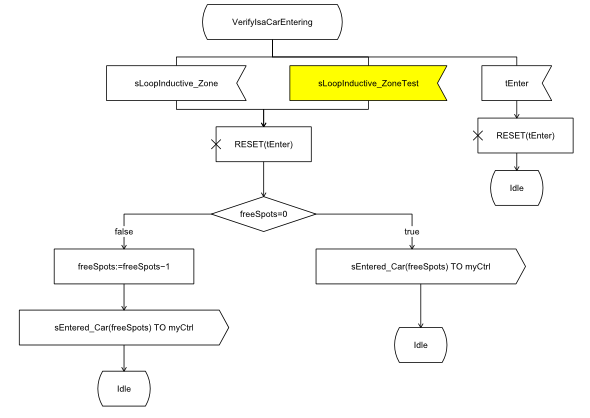 VerifyIsaCarEntering
sLoopInductive_Zone
sLoopInductive_ZoneTest
tEnter
RESET(tEnter)
RESET(tEnter)
Idle
freeSpots=0
false
true
freeSpots:=freeSpots−1
sEntered_Car(freeSpots) TO myCtrl
sEntered_Car(freeSpots) TO myCtrl
Idle
Idle